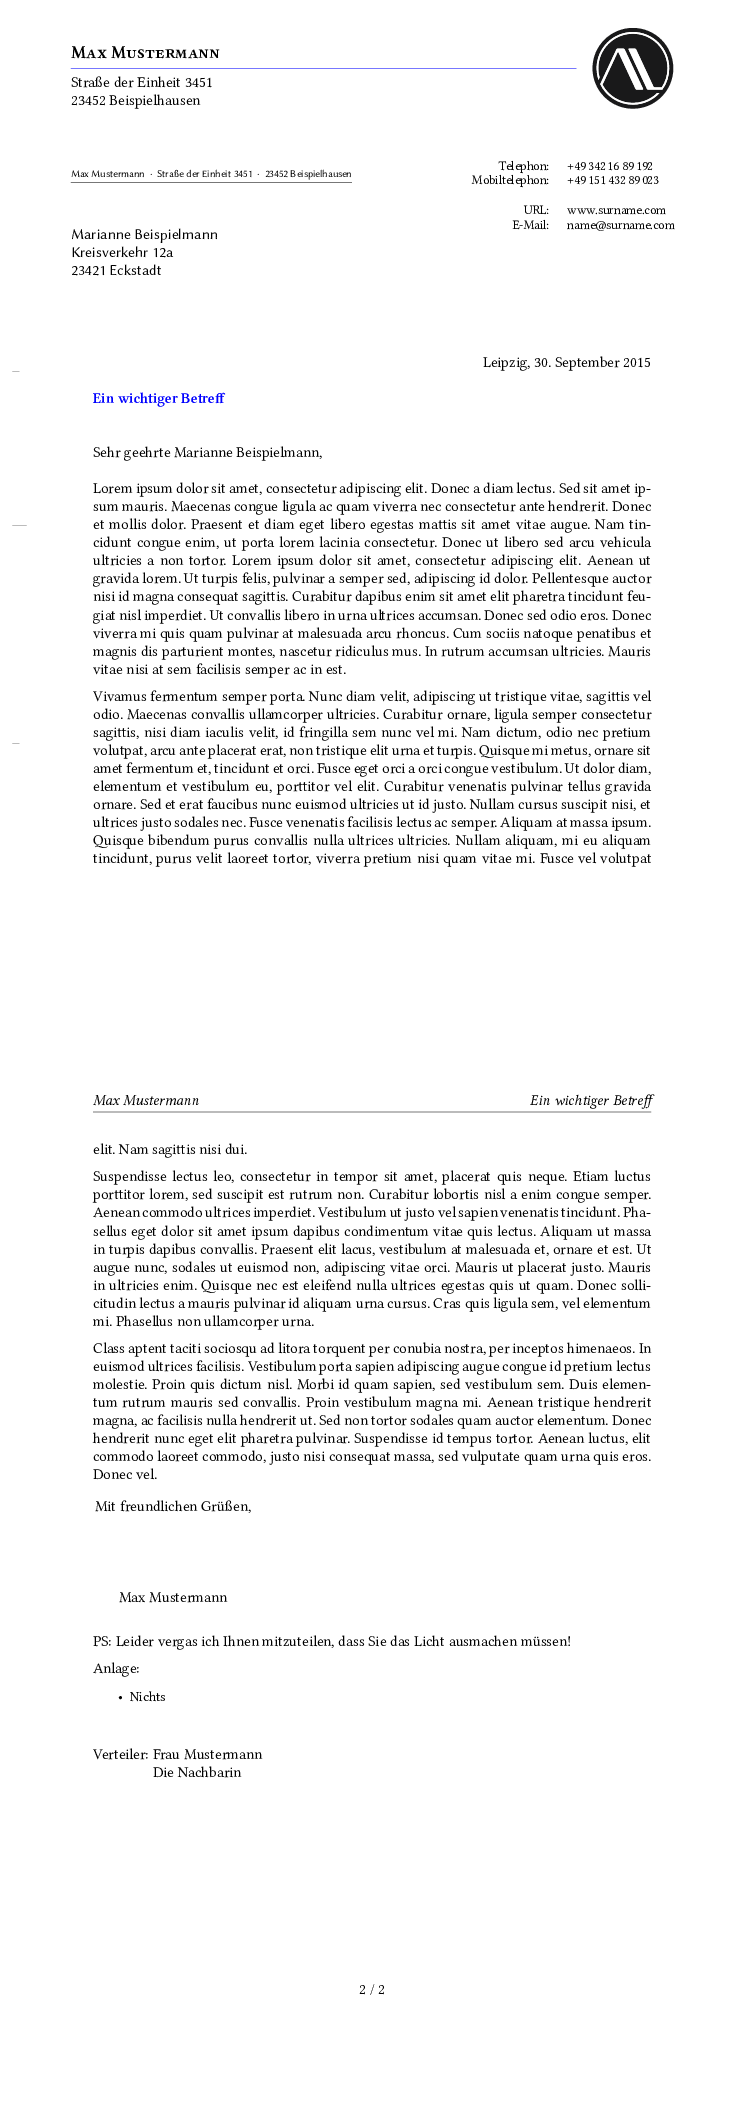 Max Mustermann
Straße der Einheit 3451
23452 Beispielhausen
Max Mustermann · Straße der Einheit 3451 · 23452 Beispielhausen
Telephon: +49 342 16 89 192
Mobiltelephon: +49 151 432 89 023
URL: www.surname.com
E-Mail: name@surname.com
Marianne Beispielmann
Kreisverkehr 12a
23421 Eckstadt
Leipzig, 30. September 2015
Ein wichtiger Betreff
Sehr geehrte Marianne Beispielmann,
Lorem ipsum dolor sit amet, consectetur adipiscing elit. Donec a diam lectus. Sed sit amet ip-
sum mauris. Maecenas congue ligula ac quam viverra nec consectetur ante hendrerit. Donec
et mollis dolor. Praesent et diam eget libero egestas mattis sit amet vitae augue. Nam tin-
cidunt congue enim, ut porta lorem lacinia consectetur. Donec ut libero sed arcu vehicula
ultricies a non tortor. Lorem ipsum dolor sit amet, consectetur adipiscing elit. Aenean ut
gravida lorem. Ut turpis felis, pulvinar a semper sed, adipiscing id dolor. Pellentesque auctor
nisi id magna consequat sagittis. Curabitur dapibus enim sit amet elit pharetra tincidunt feu-
giat nisl imperdiet. Ut convallis libero in urna ultrices accumsan. Donec sed odio eros. Donec
viverra mi quis quam pulvinar at malesuada arcu rhoncus. Cum sociis natoque penatibus et
magnis dis parturient montes, nascetur ridiculus mus. In rutrum accumsan ultricies. Mauris
vitae nisi at sem facilisis semper ac in est.
Vivamus fermentum semper porta. Nunc diam velit, adipiscing ut tristique vitae, sagittis vel
odio. Maecenas convallis ullamcorper ultricies. Curabitur ornare, ligula semper consectetur
sagittis, nisi diam iaculis velit, id fringilla sem nunc vel mi. Nam dictum, odio nec pretium
volutpat, arcu ante placerat erat, non tristique elit urna et turpis. Quisque mi metus, ornare sit
amet fermentum et, tincidunt et orci. Fusce eget orci a orci congue vestibulum. Ut dolor diam,
elementum et vestibulum eu, porttitor vel elit. Curabitur venenatis pulvinar tellus gravida
ornare. Sed et erat faucibus nunc euismod ultricies ut id justo. Nullam cursus suscipit nisi, et
ultrices justo sodales nec. Fusce venenatis facilisis lectus ac semper. Aliquam at massa ipsum.
Quisque bibendum purus convallis nulla ultrices ultricies. Nullam aliquam, mi eu aliquam
tincidunt, purus velit laoreet tortor, viverra pretium nisi quam vitae mi. Fusce vel volutpat
Max Mustermann Ein wichtiger Betreff
elit. Nam sagittis nisi dui.
Suspendisse lectus leo, consectetur in tempor sit amet, placerat quis neque. Etiam luctus
porttitor lorem, sed suscipit est rutrum non. Curabitur lobortis nisl a enim congue semper.
Aenean commodo ultrices imperdiet. Vestibulum ut justo vel sapien venenatis tincidunt. Pha-
sellus eget dolor sit amet ipsum dapibus condimentum vitae quis lectus. Aliquam ut massa
in turpis dapibus convallis. Praesent elit lacus, vestibulum at malesuada et, ornare et est. Ut
augue nunc, sodales ut euismod non, adipiscing vitae orci. Mauris ut placerat justo. Mauris
in ultricies enim. Quisque nec est eleifend nulla ultrices egestas quis ut quam. Donec solli-
citudin lectus a mauris pulvinar id aliquam urna cursus. Cras quis ligula sem, vel elementum
mi. Phasellus non ullamcorper urna.
Class aptent taciti sociosqu ad litora torquent per conubia nostra, per inceptos himenaeos. In
euismod ultrices facilisis. Vestibulum porta sapien adipiscing augue congue id pretium lectus
molestie. Proin quis dictum nisl. Morbi id quam sapien, sed vestibulum sem. Duis elemen-
tum rutrum mauris sed convallis. Proin vestibulum magna mi. Aenean tristique hendrerit
magna, ac facilisis nulla hendrerit ut. Sed non tortor sodales quam auctor elementum. Donec
hendrerit nunc eget elit pharetra pulvinar. Suspendisse id tempus tortor. Aenean luctus, elit
commodo laoreet commodo, justo nisi consequat massa, sed vulputate quam urna quis eros.
Donec vel.
Mit freundlichen Grüßen,
Max Mustermann
PS: Leider vergas ich Ihnen mitzuteilen, dass Sie das Licht ausmachen müssen!
Anlage:
• Nichts
Verteiler: Frau Mustermann
Die Nachbarin
2 / 2